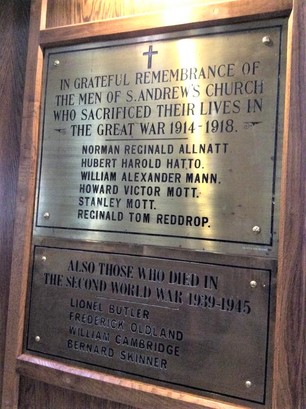 IN GRATEFUL REMEMBRANCE OF
THE MEN OF S.ANDREW'S CHURCH
WHO SACRIFICED THEIR LIVES IN
THE GREAT WAR 1914-1918.
NORMAN REGINALD ALLNATT.
HUBERT HAROLD HATTO.
WILLIAM ALEXANDER MANN.
HOWARD VICTOR MOTT.
STANLEY MOTT.
REGINALD TOM REDDROP.
ALSO THOSE WHO DIED IN
THE SECOND WORLD WAR 1939-1945
LIONEL BUTLER
FREDERICK OLDLAND
WILLIAM CAMBRIDGE
BERNARD SKINNER